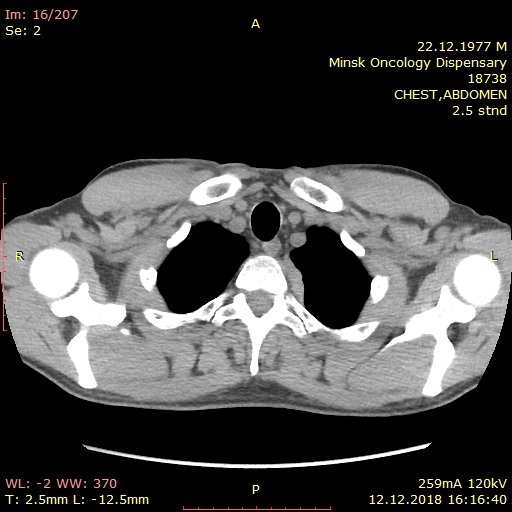 Im: 16/207
Se: 2
A
22.12.1977 M
Minsk Oncology Dispensary
18738
CHEST,ABDOMEN
2.5 stnd
R
L
WL: -2 WW: 370
T: 2.5mm L: -12.5mm
P
259mA 120kV
12.12.2018 16:16:40